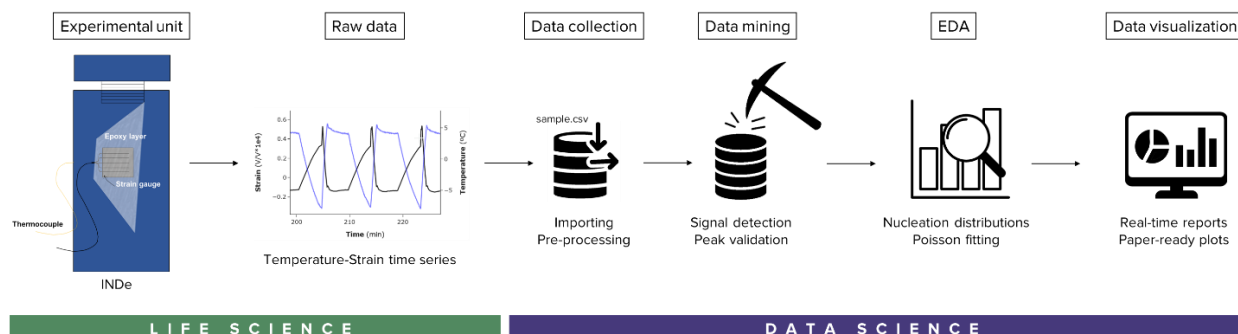 Experimental unit
Raw data
Data collection
Data mining
EDA
Data visualization
Epoxy layer
Strain gauge
Thermocouple
INDe
Strain (V/V*1e4)
0.6
0.4
0.2
0
−0.2
5
0
−5
Temperature (ºC)
200
210
220
Time (min)
Temperature-Strain time series
sample.csv
Importing
Pre-processing
Signal detection
Peak validation
Nucleation distributions
Poisson fitting
Real-time reports
Paper-ready plots
LIFE SCIENCE
DATA SCIENCE